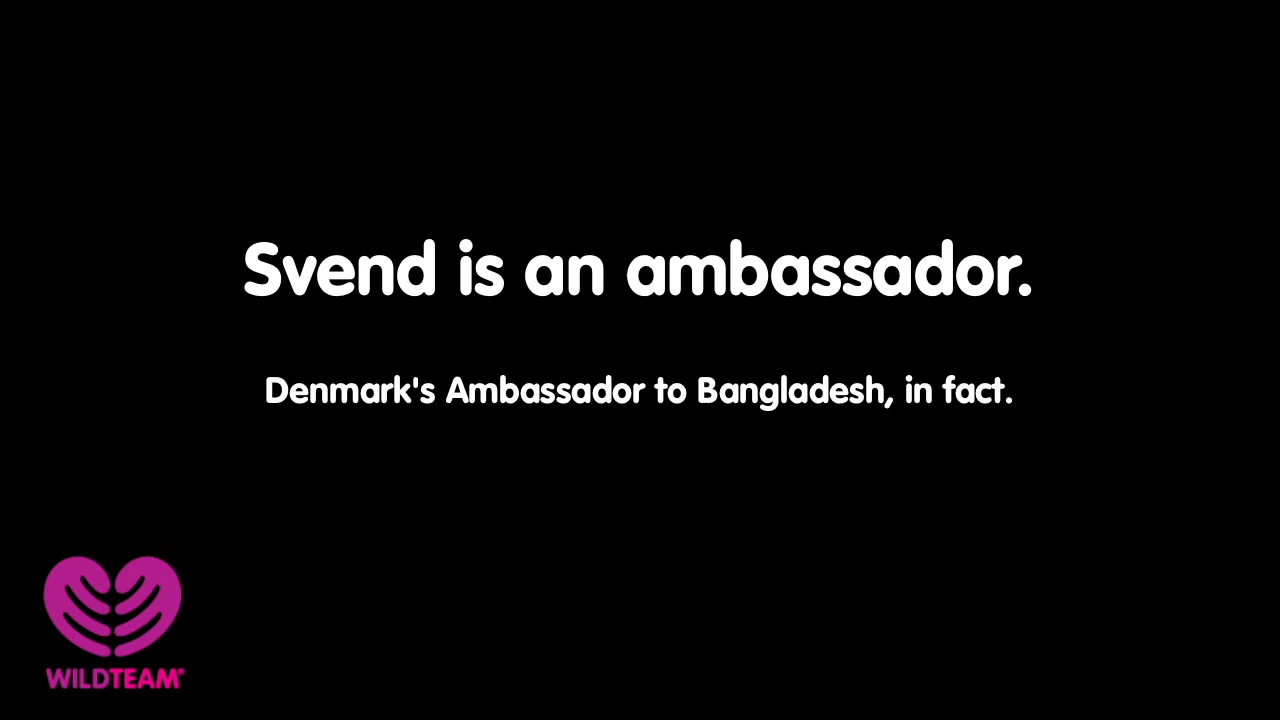 Svend is an ambassador.
Denmark's Ambassador to Bangladesh, in fact.
WILDTEAM®